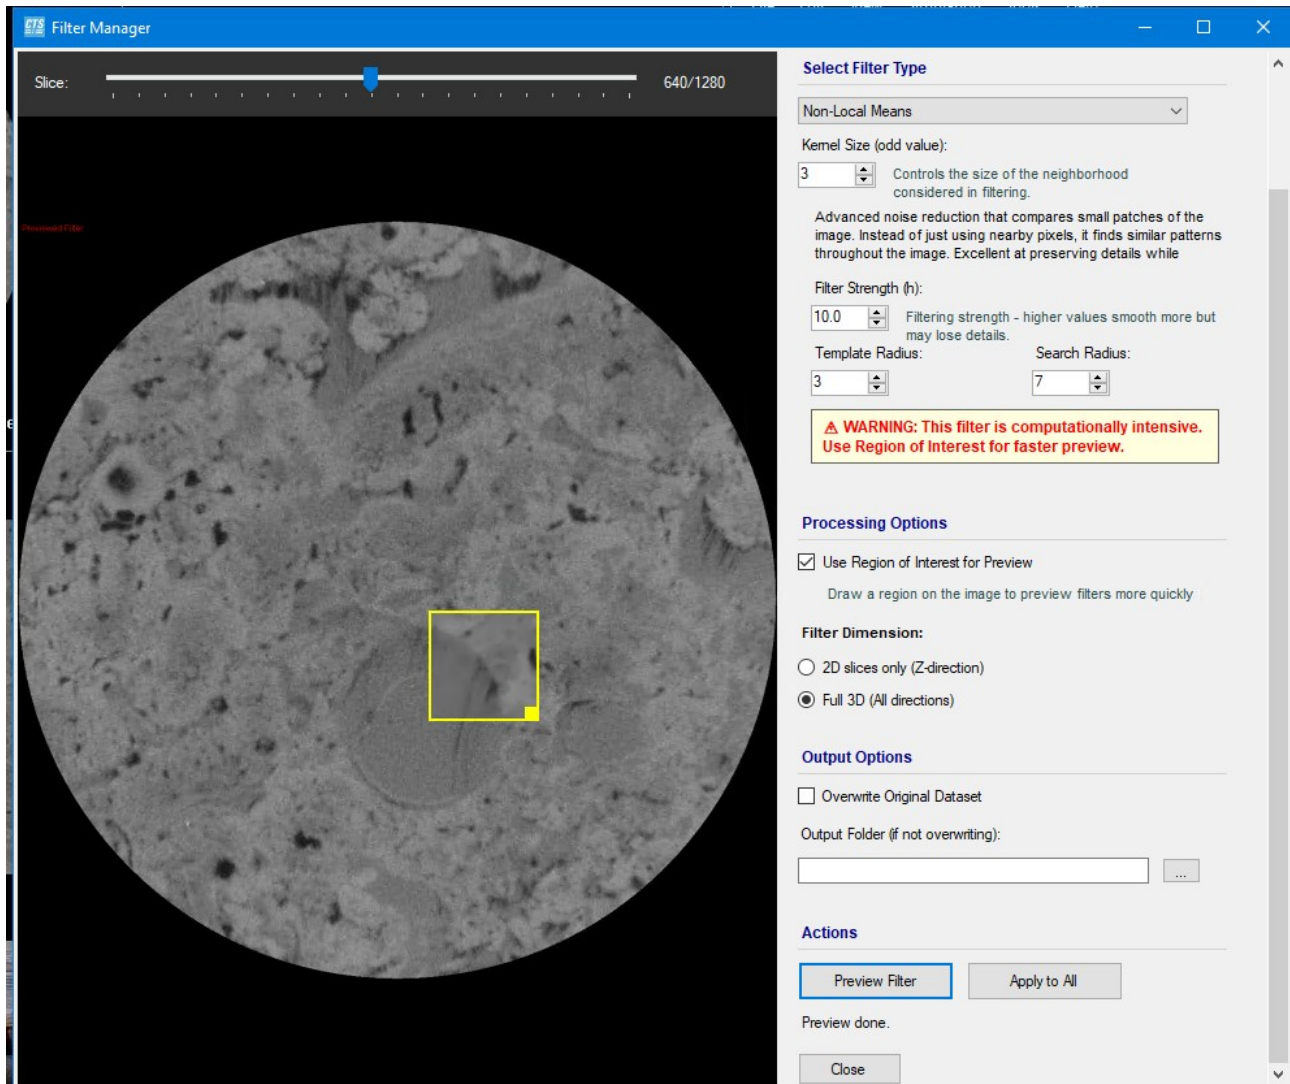 CTS
Filter Manager
Slice:
640/1280
Previewed Filter
Select Filter Type
Non-Local Means
Kernel Size (odd value):
3
Controls the size of the neighborhood
considered in filtering.
Advanced noise reduction that compares small patches of the
image. Instead of just using nearby pixels, it finds similar patterns
throughout the image. Excellent at preserving details while
Filter Strength (h):
10.0
Filtering strength - higher values smooth more but
may lose details.
Template Radius:
Search Radius:
3
7
⚠ WARNING: This filter is computationally intensive.
Use Region of Interest for faster preview.
Processing Options
Use Region of Interest for Preview
Draw a region on the image to preview filters more quickly
Filter Dimension:
2D slices only (Z-direction)
Full 3D (All directions)
Output Options
Overwrite Original Dataset
Output Folder (if not overwriting):
...
Actions
Preview Filter
Apply to All
Preview done.
Close